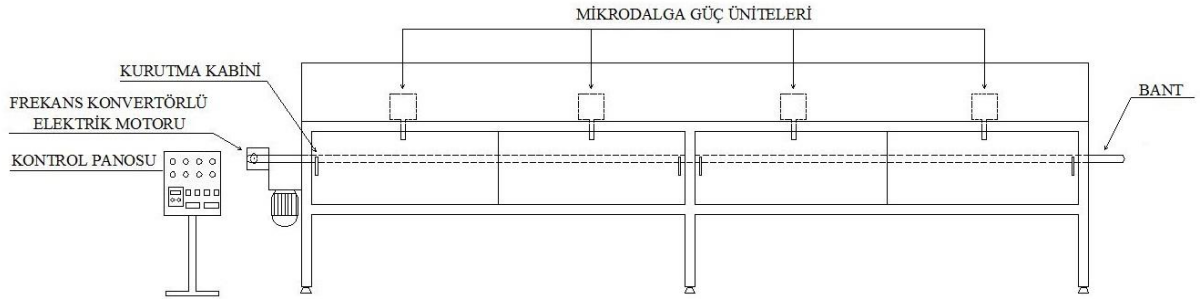 MİKRODALGA GÜÇ ÜNİTELERİ
KURUTMA KABİNİ
BANT
FREKANS KONVERTÖRLÜ
ELEKTRİK MOTORU
KONTROL PANOSU